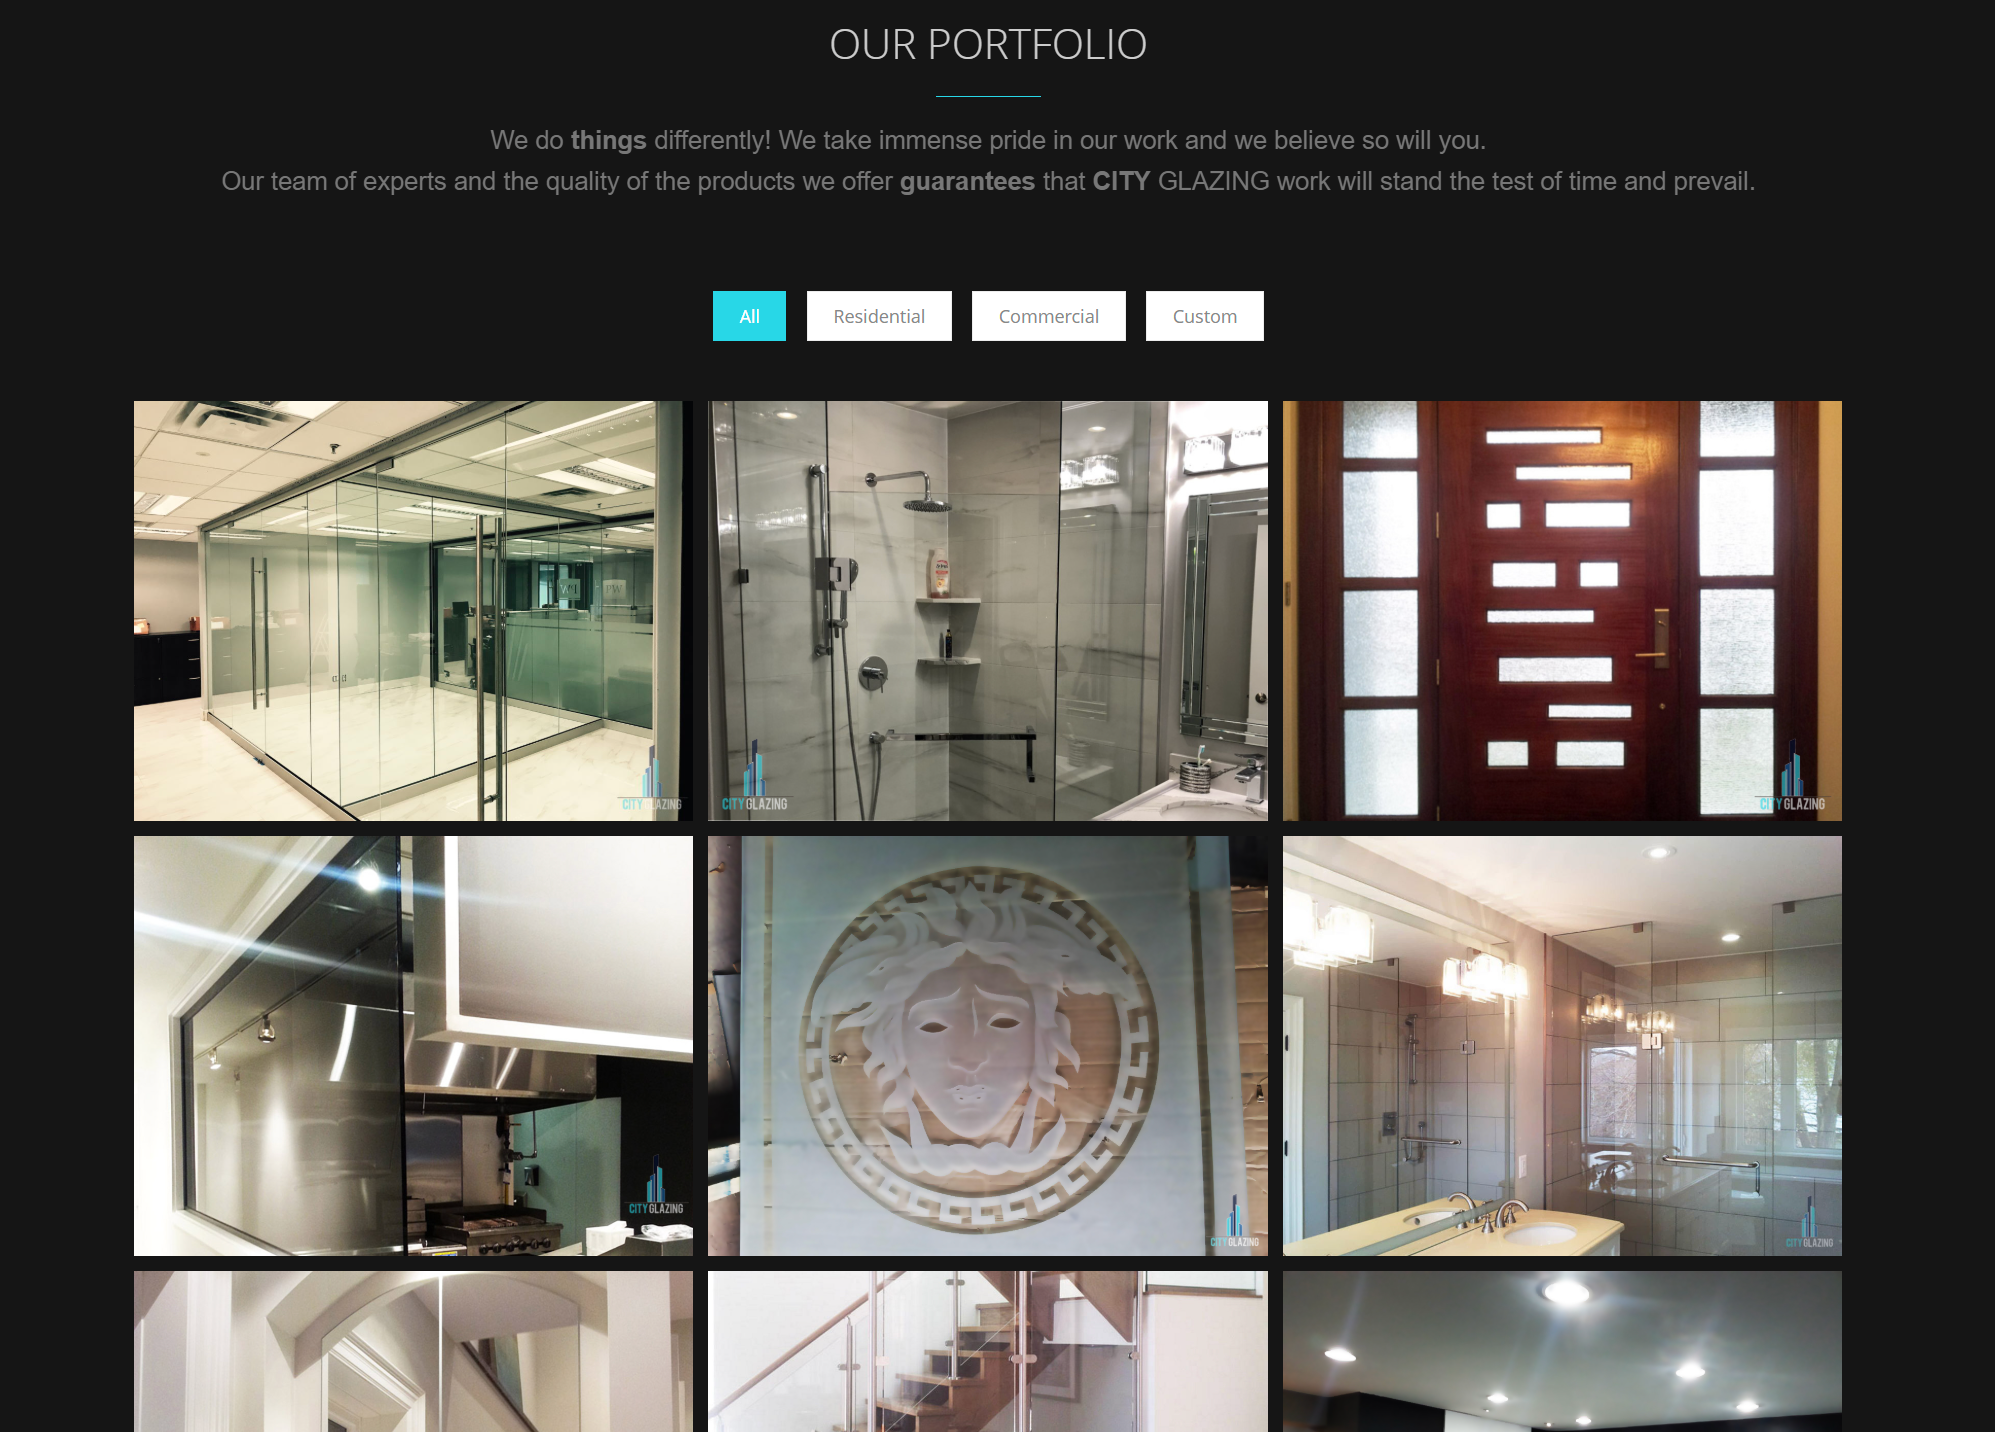 OUR PORTFOLIO
We do things differently! We take immense pride in our work and we believe so will you.
Our team of experts and the quality of the products we offer guarantees that CITY GLAZING work will stand the test of time and prevail.
All
Residential
Commercial
Custom
CITY GLAZING
CITY GLAZING
CITY GLAZING
CITY GLAZING
CITY GLAZING
CITY GLAZING